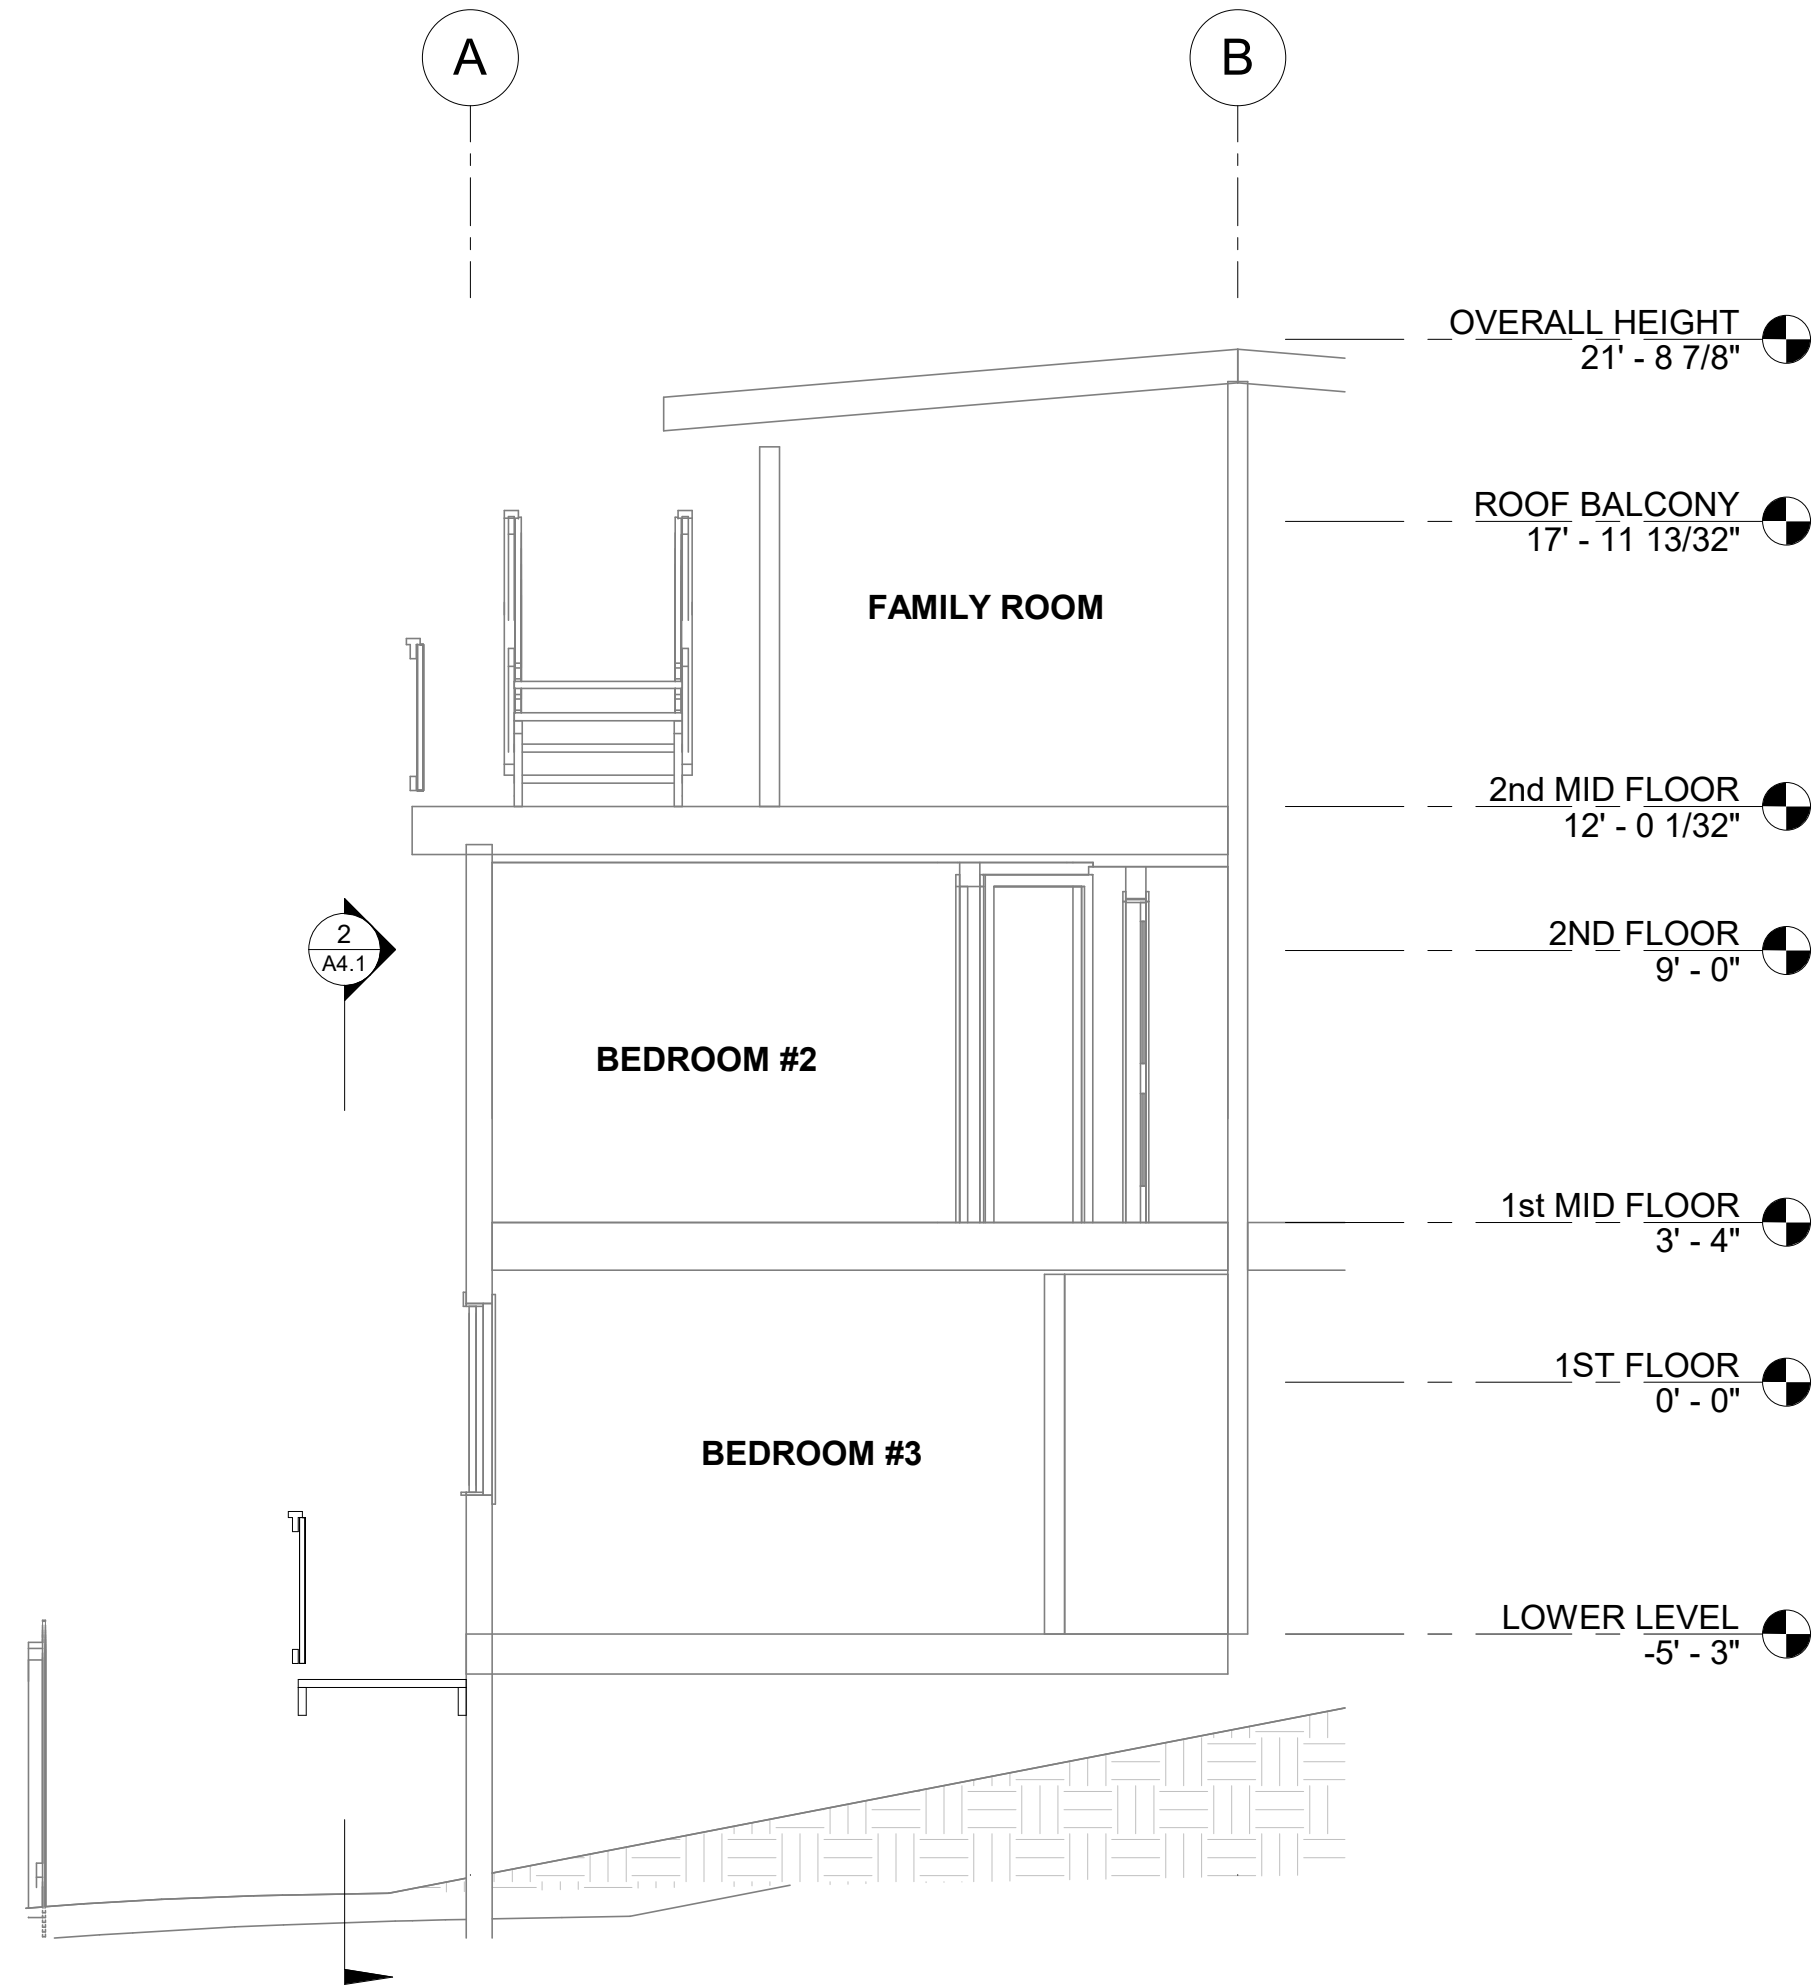 A
B
OVERALL HEIGHT
21' - 8 7/8"
ROOF BALCONY
17' - 11 13/32"
FAMILY ROOM
2nd MID FLOOR
12' - 0 1/32"
2
A4.1
2ND FLOOR
9' - 0"
BEDROOM #2
1st MID FLOOR
3' - 4"
1ST FLOOR
0' - 0"
BEDROOM #3
LOWER LEVEL
-5' - 3"